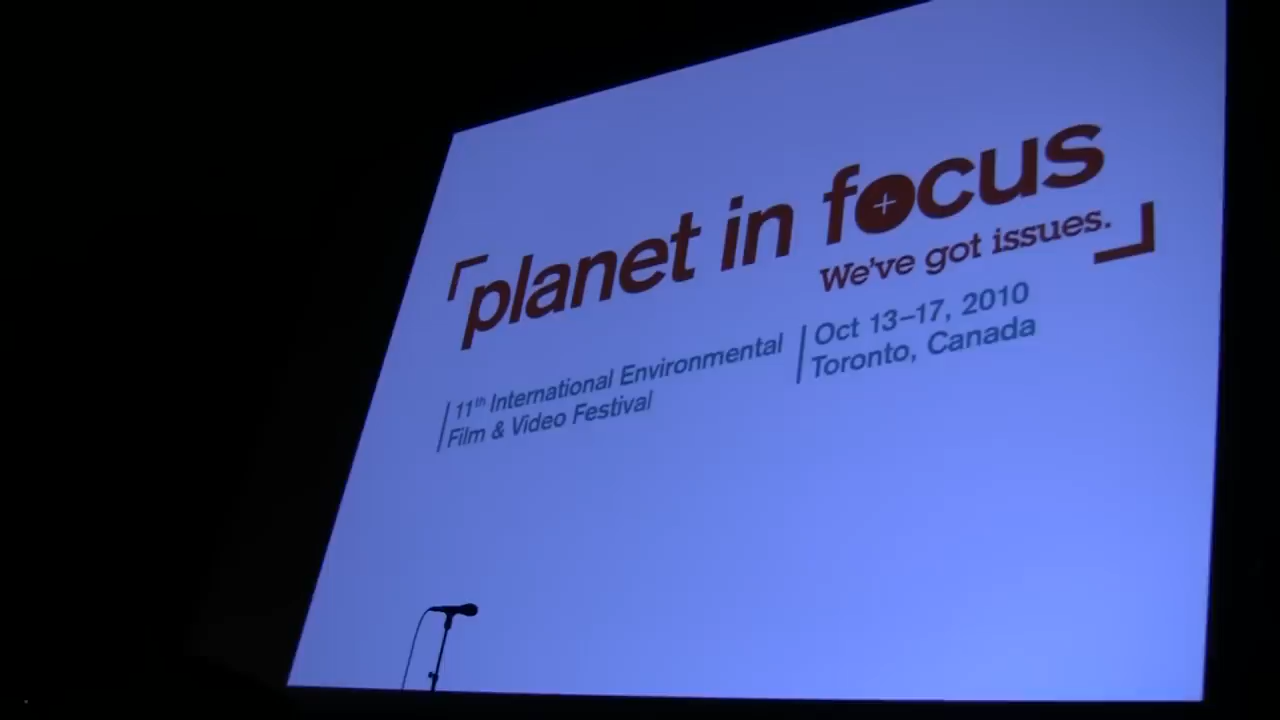 planet in focus
We've got issues.
11th International Environmental
Film & Video Festival
Oct 13–17, 2010
Toronto, Canada